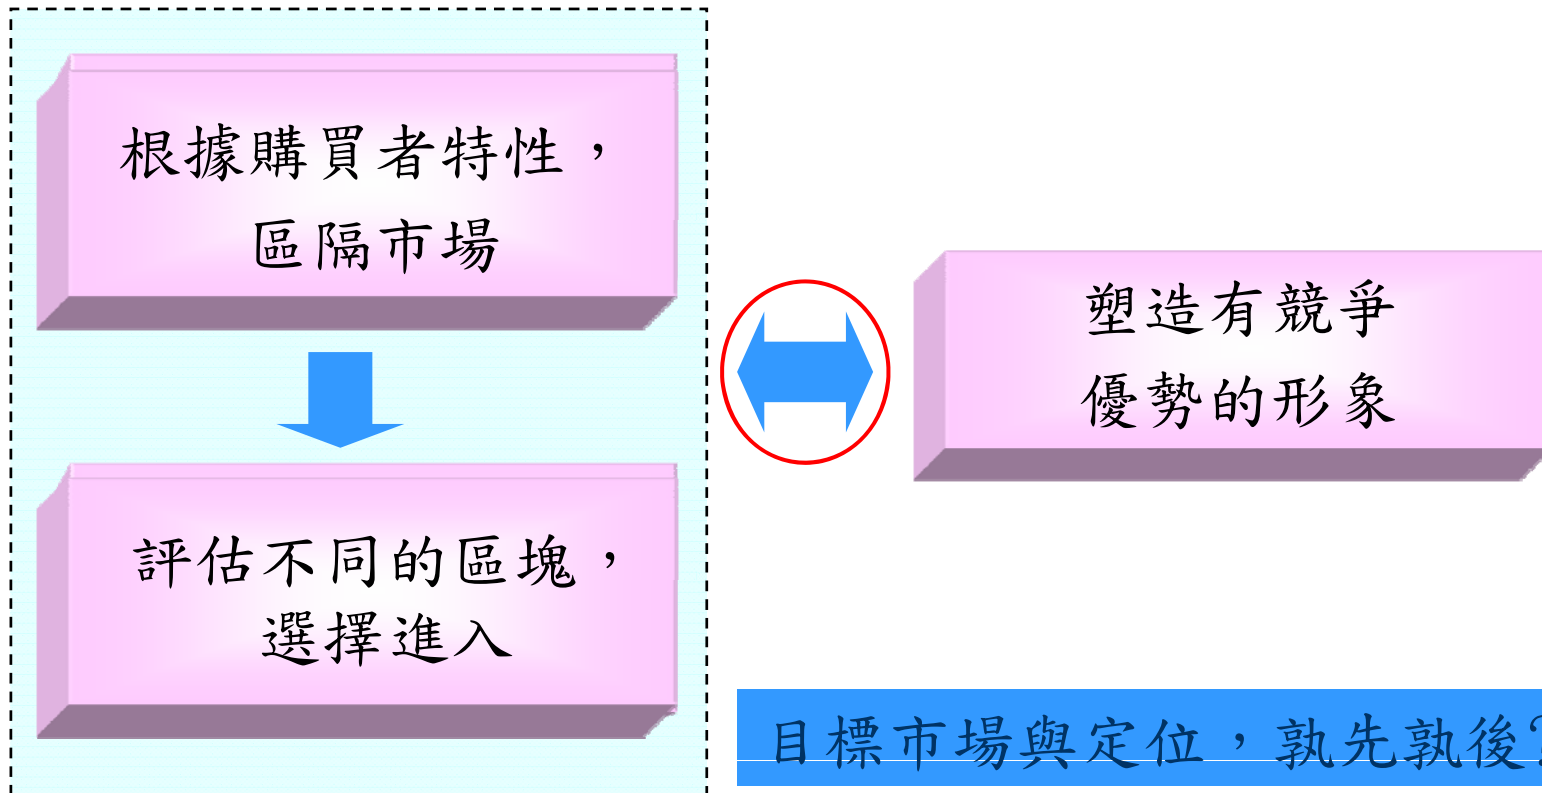 根據購買者特性，
區隔市場
評估不同的區塊，
選擇進入
塑造有競爭
優勢的形象
目標市場與定位，孰先孰後?